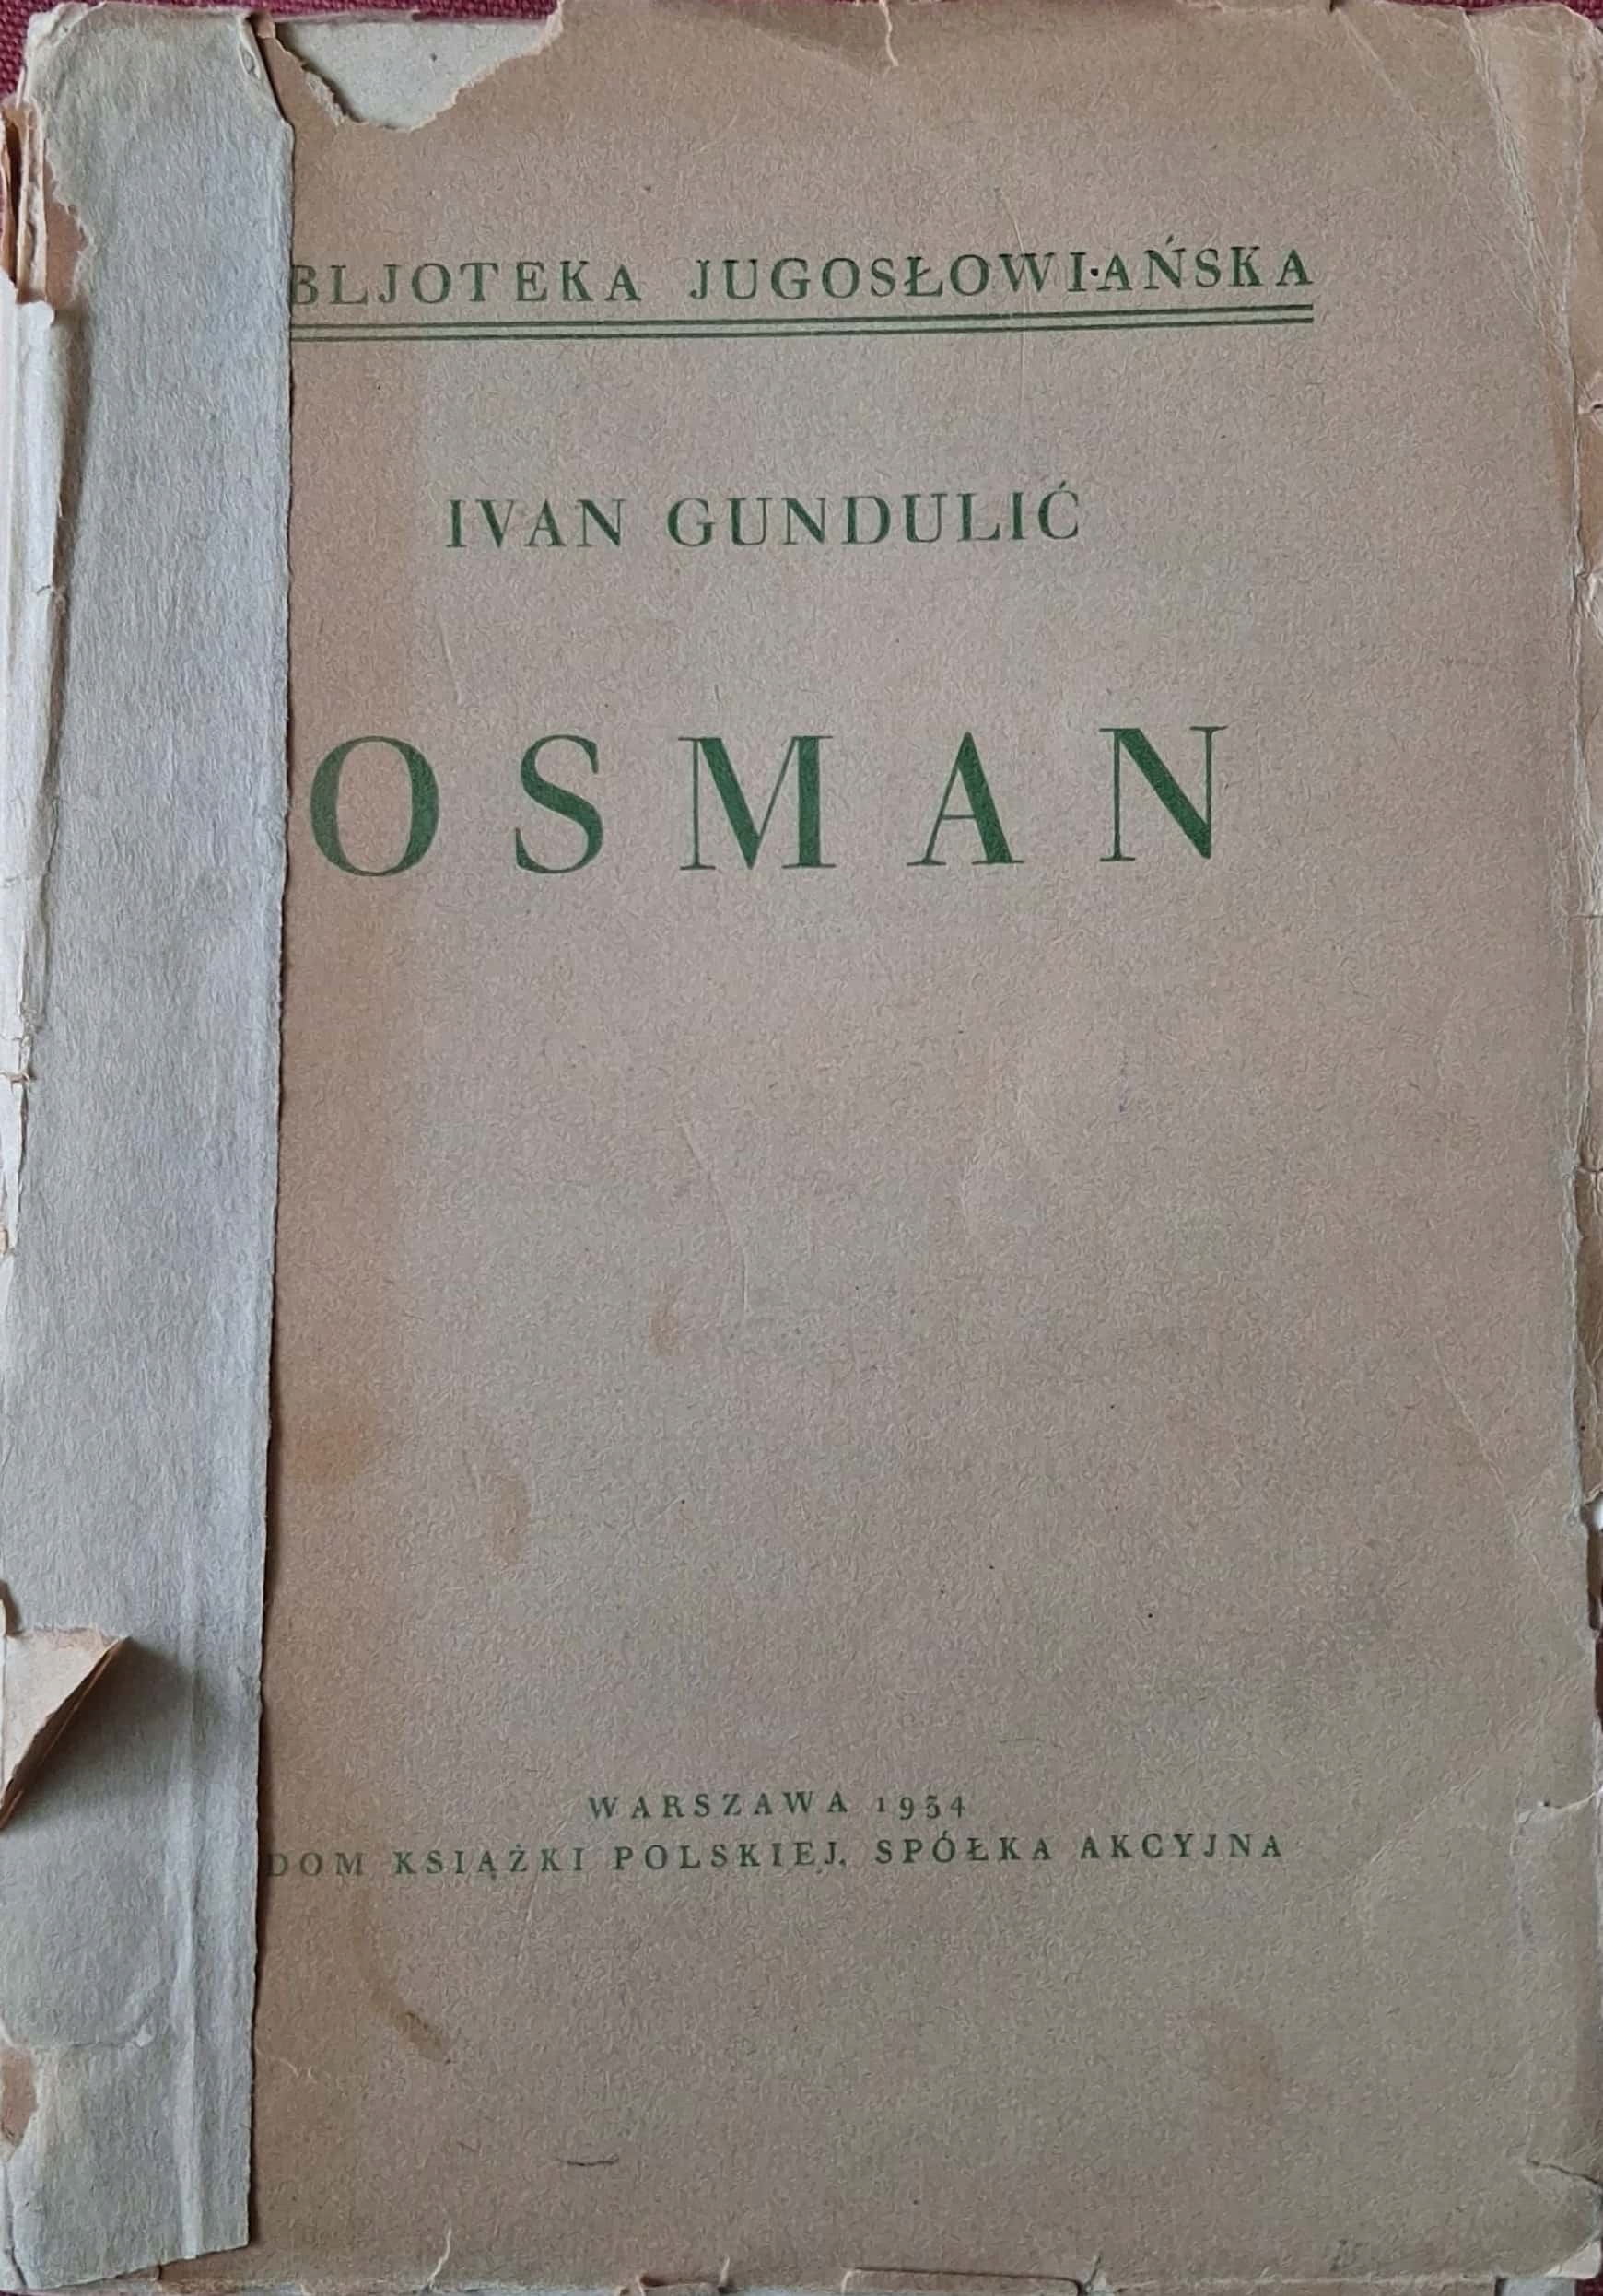 BLJOTEKA JUGOSŁOWIAŃSKA
IVAN GUNDULIĆ
OSMAN
WARSZAWA 1934
DOM KSIĄŻKI POLSKIEJ, SPÓŁKA AKCYJNA